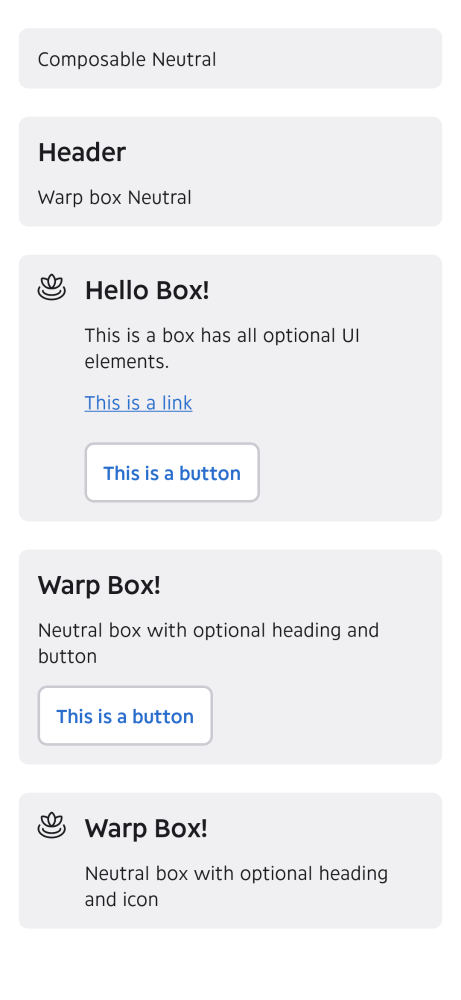 Composable Neutral
Header
Warp box Neutral
Hello Box!
This is a box has all optional UI
elements.
This is a link
This is a button
Warp Box!
Neutral box with optional heading and
button
This is a button
Warp Box!
Neutral box with optional heading
and icon